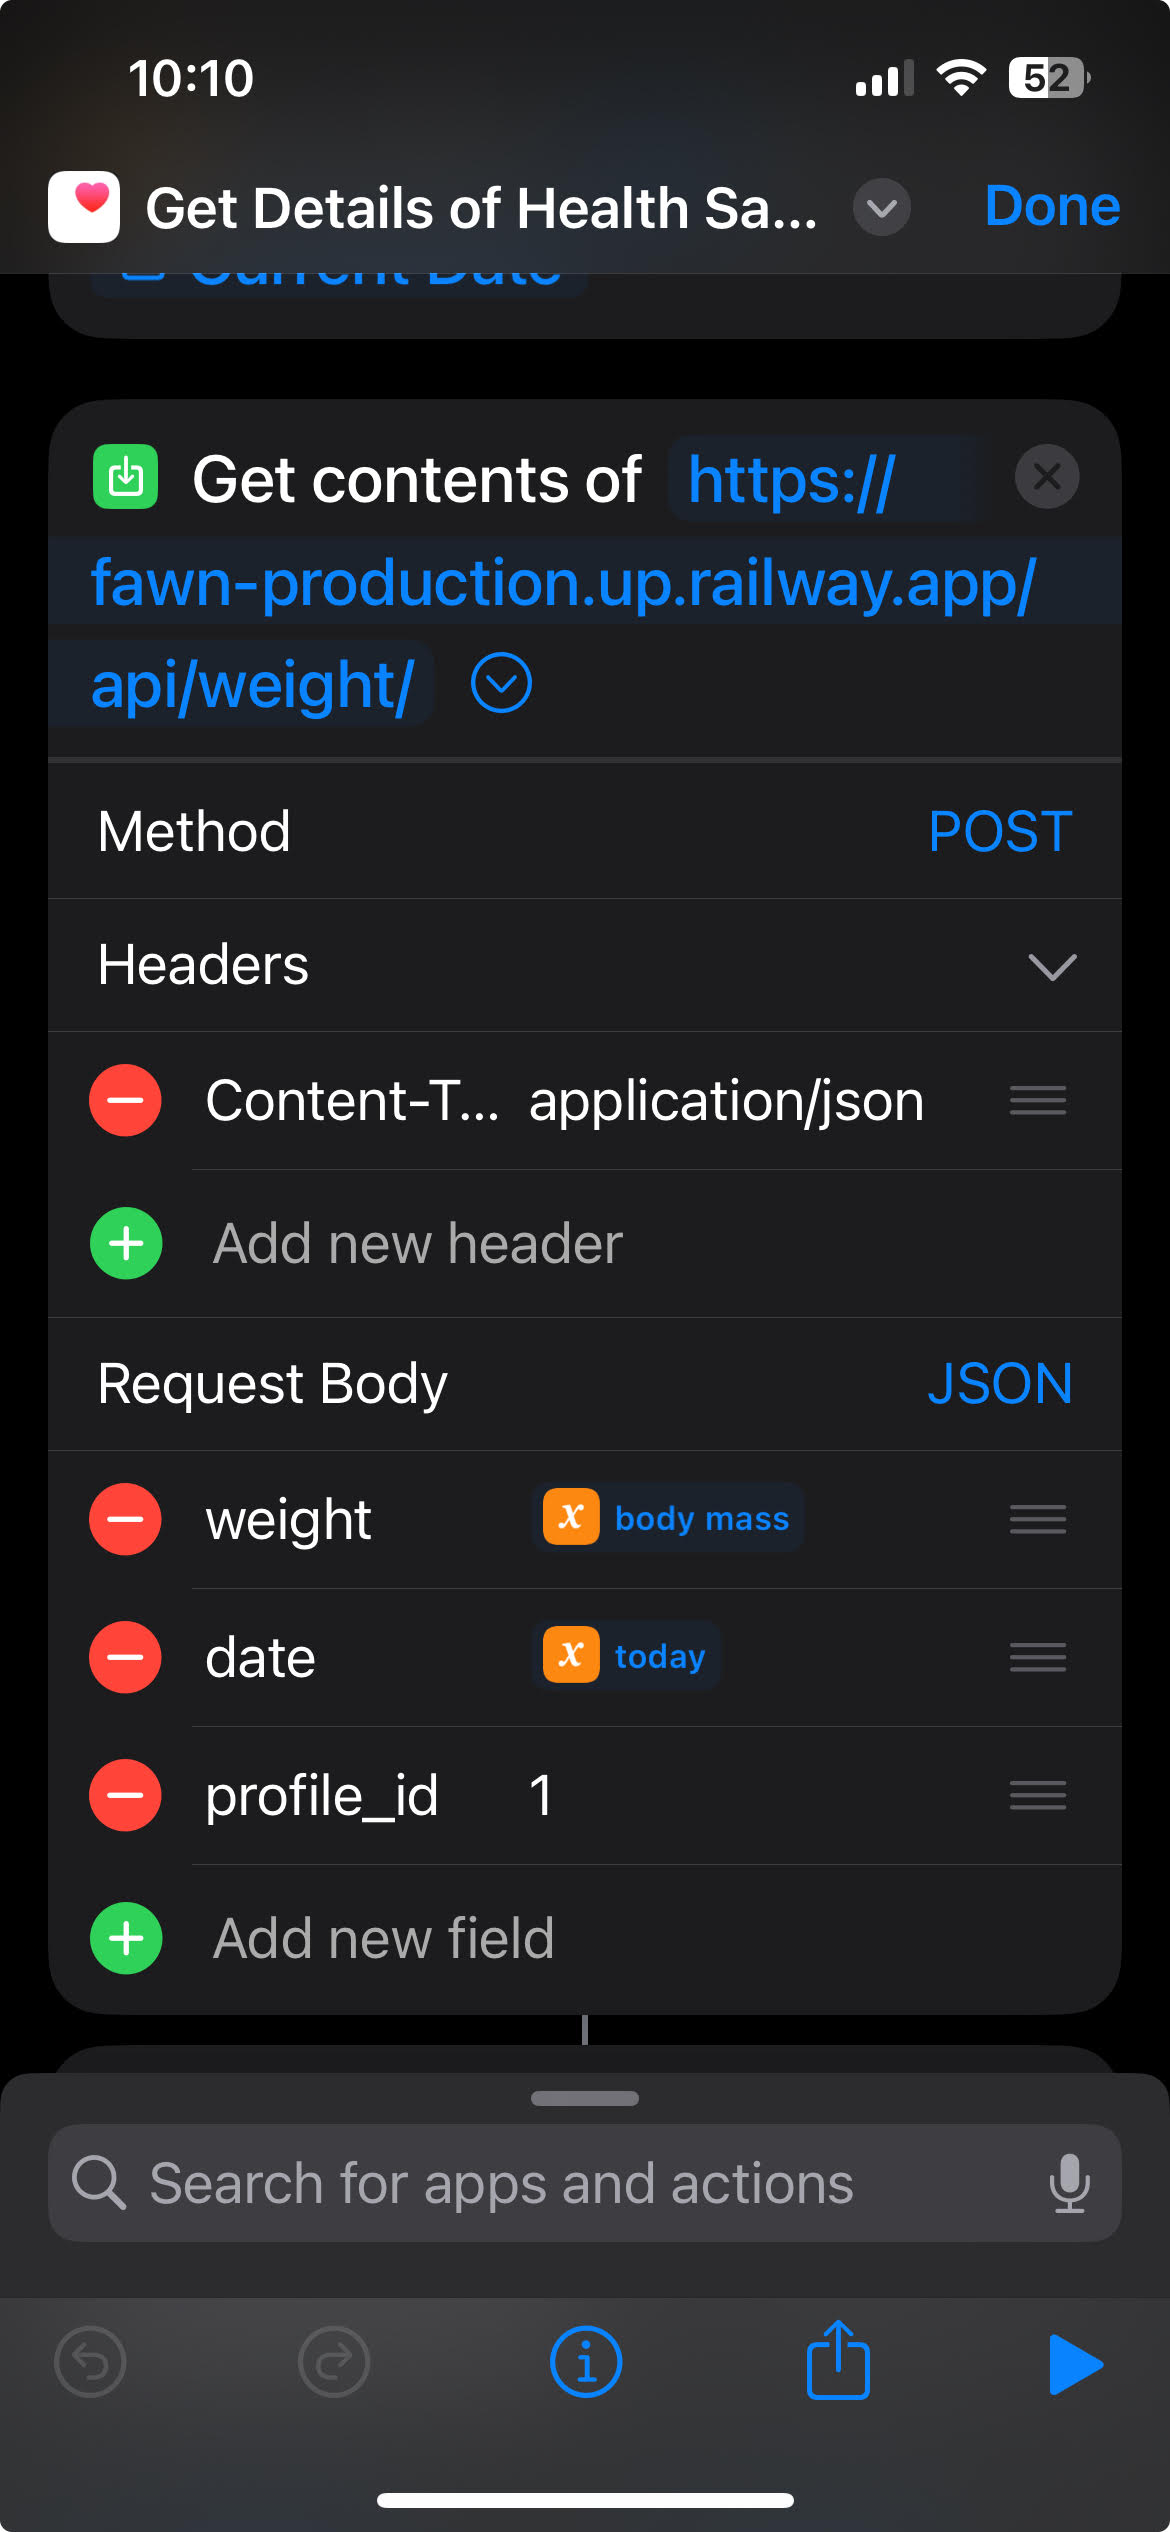 10:10
52
Get Details of Health Sa...
Done
Current Date
Get contents of https://
fawn-production.up.railway.app/
api/weight/
Method POST
Headers
Content-T... application/json
Add new header
Request Body JSON
weight x body mass
date x today
profile_id 1
Add new field
Search for apps and actions